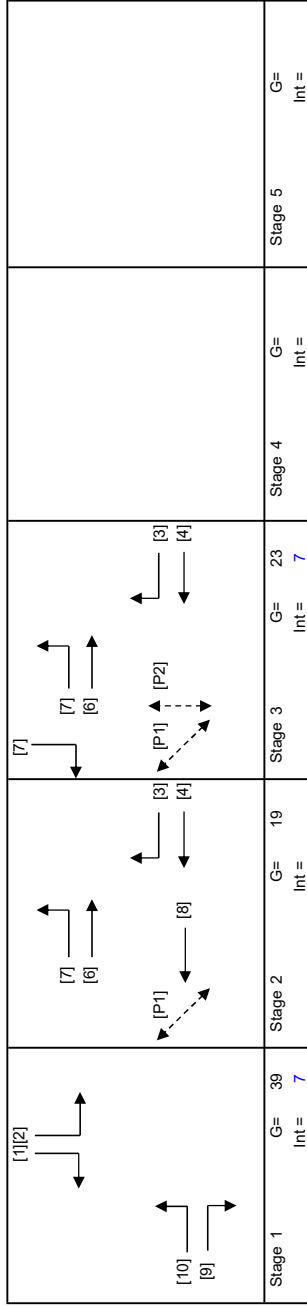 [1][2]
[10]
[9]
Stage 1 G= 39
Int = 7
[7]
[6]
[3]
[4]
[8]
[P1]
Stage 2 G= 19
Int =
[7]
[7]
[6]
[3]
[4]
[P1]
[P2]
Stage 3 G= 23
Int = 7
Stage 4 G=
Int =
Stage 5 G=
Int =